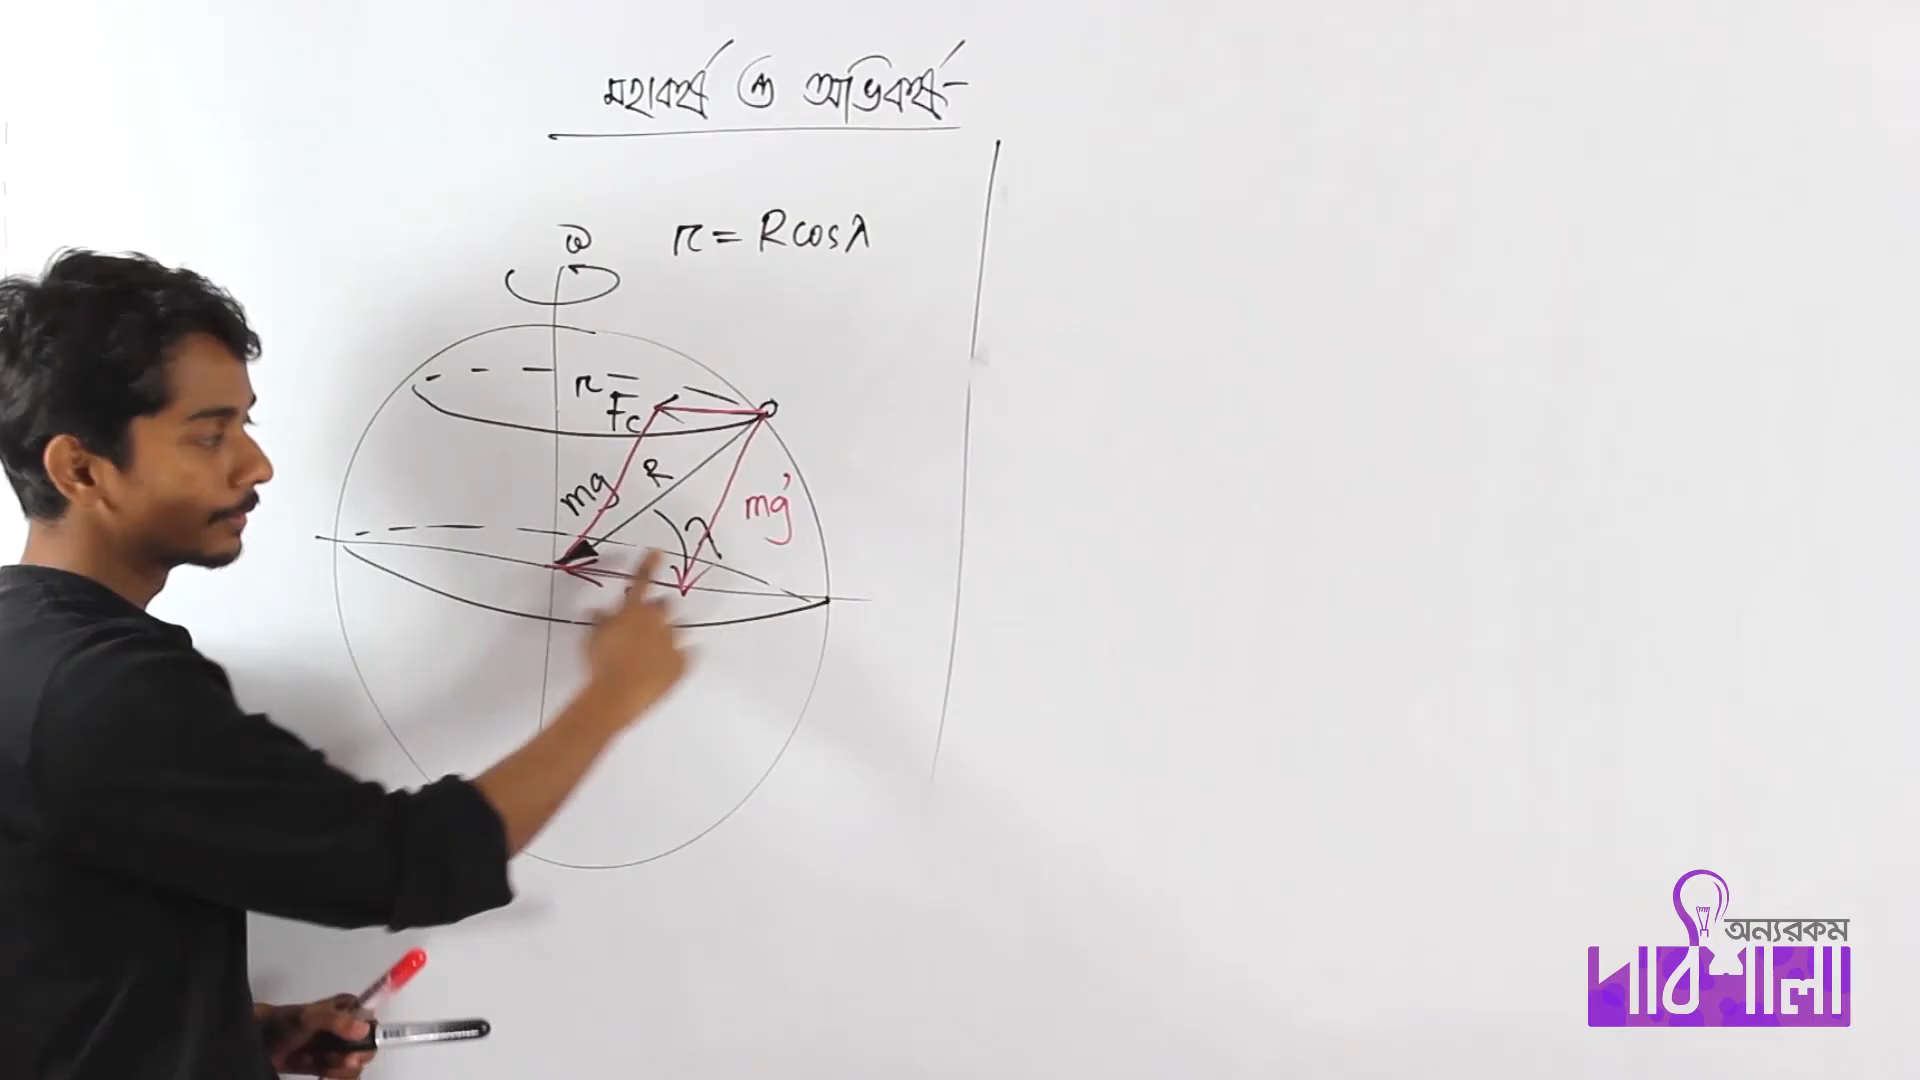 মহাকর্ষ ও অভিকর্ষ
ω
r = Rcosλ
r
Fc
R
mg
mg'
λ
অন্যরকম
পাঠশালা